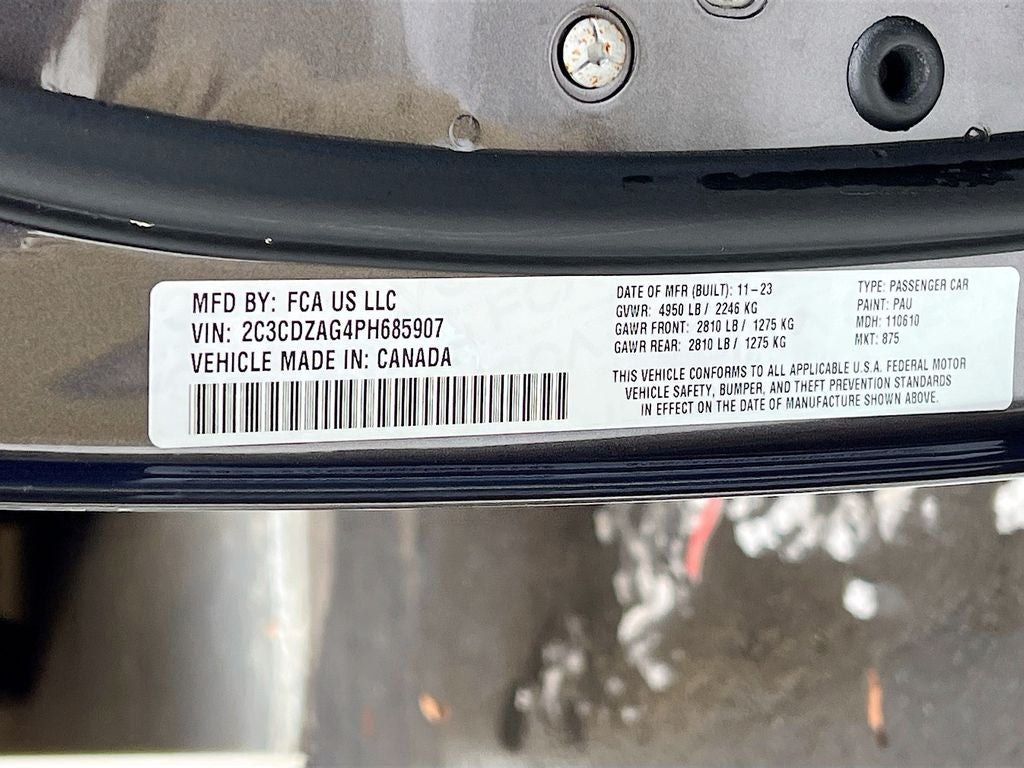 MFD BY: FCA US LLC
VIN: 2C3CDZAG4PH685907
VEHICLE MADE IN: CANADA
DATE OF MFR (BUILT): 11-23
GVWR: 4950 LB / 2246 KG
GAWR FRONT: 2810 LB / 1275 KG
GAWR REAR: 2810 LB / 1275 KG
TYPE: PASSENGER CAR
PAINT: PAU
MDH: 110610
MKT: 875
THIS VEHICLE CONFORMS TO ALL APPLICABLE U.S.A. FEDERAL MOTOR
VEHICLE SAFETY, BUMPER, AND THEFT PREVENTION STANDARDS
IN EFFECT ON THE DATE OF MANUFACTURE SHOWN ABOVE.